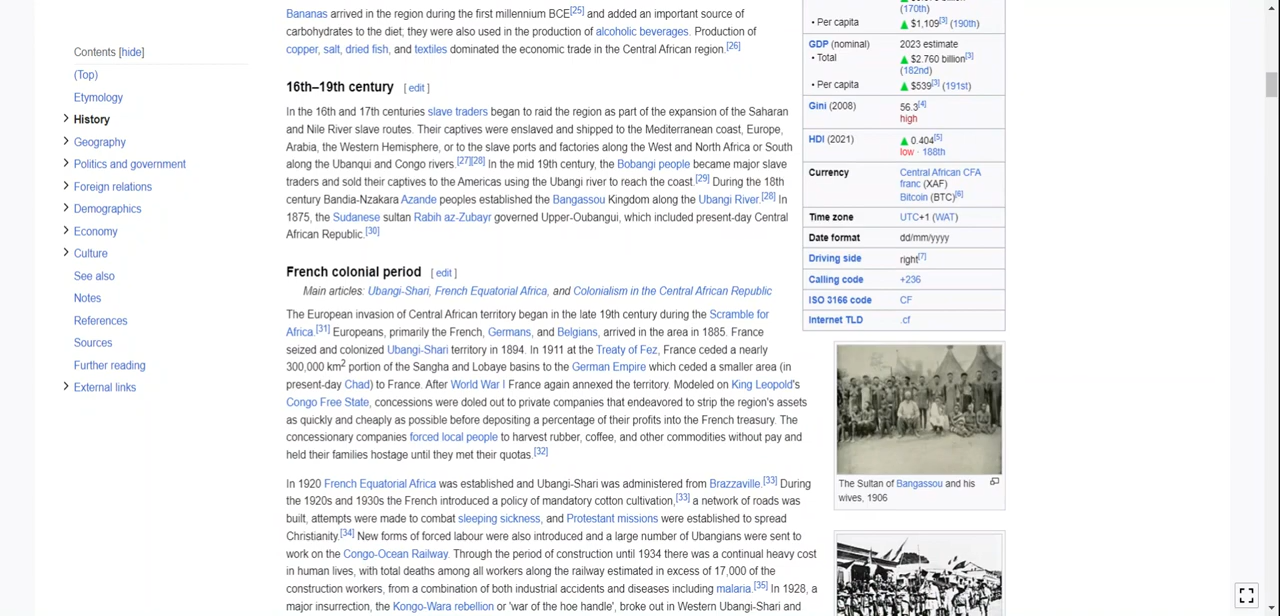 Bananas arrived in the region during the first millennium BCE[25] and added an important source of
carbohydrates to the diet; they were also used in the production of alcoholic beverages. Production of
copper, salt, dried fish, and textiles dominated the economic trade in the Central African region.[26]
Contents [hide]
(Top)
Etymology
History
Geography
Politics and government
Foreign relations
Demographics
Economy
Culture
See also
Notes
References
Sources
Further reading
External links
16th–19th century [ edit ]
In the 16th and 17th centuries slave traders began to raid the region as part of the expansion of the Saharan
and Nile River slave routes. Their captives were enslaved and shipped to the Mediterranean coast, Europe,
Arabia, the Western Hemisphere, or to the slave ports and factories along the West and North Africa or South
along the Ubanqui and Congo rivers.[27][28] In the mid 19th century, the Bobangi people became major slave
traders and sold their captives to the Americas using the Ubangi river to reach the coast.[29] During the 18th
century Bandia-Nzakara Azande peoples established the Bangassou Kingdom along the Ubangi River.[28] In
1875, the Sudanese sultan Rabih az-Zubayr governed Upper-Oubangui, which included present-day Central
African Republic.[30]
French colonial period [ edit ]
Main articles: Ubangi-Shari, French Equatorial Africa, and Colonialism in the Central African Republic
The European invasion of Central African territory began in the late 19th century during the Scramble for
Africa.[31] Europeans, primarily the French, Germans, and Belgians, arrived in the area in 1885. France
seized and colonized Ubangi-Shari territory in 1894. In 1911 at the Treaty of Fez, France ceded a nearly
300,000 km2 portion of the Sangha and Lobaye basins to the German Empire which ceded a smaller area (in
present-day Chad) to France. After World War I France again annexed the territory. Modeled on King Leopold's
Congo Free State, concessions were doled out to private companies that endeavored to strip the region's assets
as quickly and cheaply as possible before depositing a percentage of their profits into the French treasury. The
concessionary companies forced local people to harvest rubber, coffee, and other commodities without pay and
held their families hostage until they met their quotas.[32]
In 1920 French Equatorial Africa was established and Ubangi-Shari was administered from Brazzaville.[33] During
the 1920s and 1930s the French introduced a policy of mandatory cotton cultivation,[33] a network of roads was
built, attempts were made to combat sleeping sickness, and Protestant missions were established to spread
Christianity.[34] New forms of forced labour were also introduced and a large number of Ubangians were sent to
work on the Congo-Ocean Railway. Through the period of construction until 1934 there was a continual heavy cost
in human lives, with total deaths among all workers along the railway estimated in excess of 17,000 of the
construction workers, from a combination of both industrial accidents and diseases including malaria.[35] In 1928, a
major insurrection, the Kongo-Wara rebellion or 'war of the hoe handle', broke out in Western Ubangi-Shari and
(170th)
• Per capita ▲ $1,109[3] (190th)
GDP (nominal) 2023 estimate
• Total ▲ $2.760 billion[3]
(182nd)
• Per capita ▲ $539[3] (191st)
Gini (2008) 56.3[4]
high
HDI (2021) ▲ 0.404[5]
low · 188th
Currency Central African CFA
franc (XAF)
Bitcoin (BTC)[6]
Time zone UTC+1 (WAT)
Date format dd/mm/yyyy
Driving side right[7]
Calling code +236
ISO 3166 code CF
Internet TLD .cf
The Sultan of Bangassou and his
wives, 1906